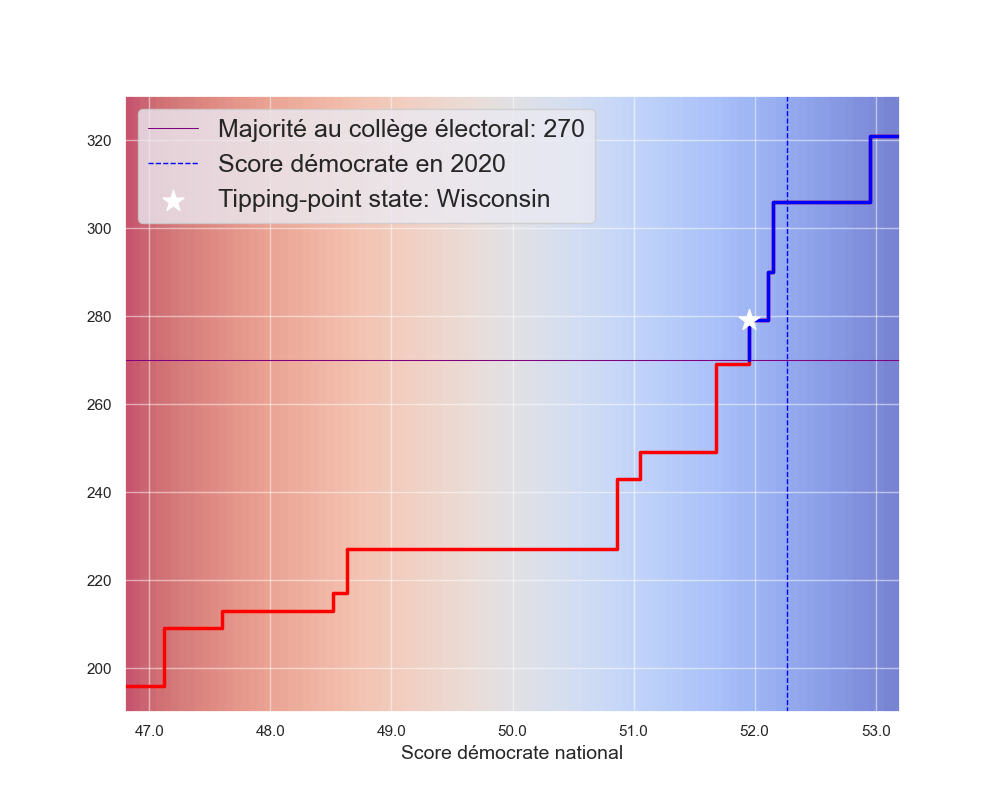 Majorité au collège électoral: 270
Score démocrate en 2020
Tipping-point state: Wisconsin
320
300
280
260
240
220
200
47.0 48.0 49.0 50.0 51.0 52.0 53.0
Score démocrate national